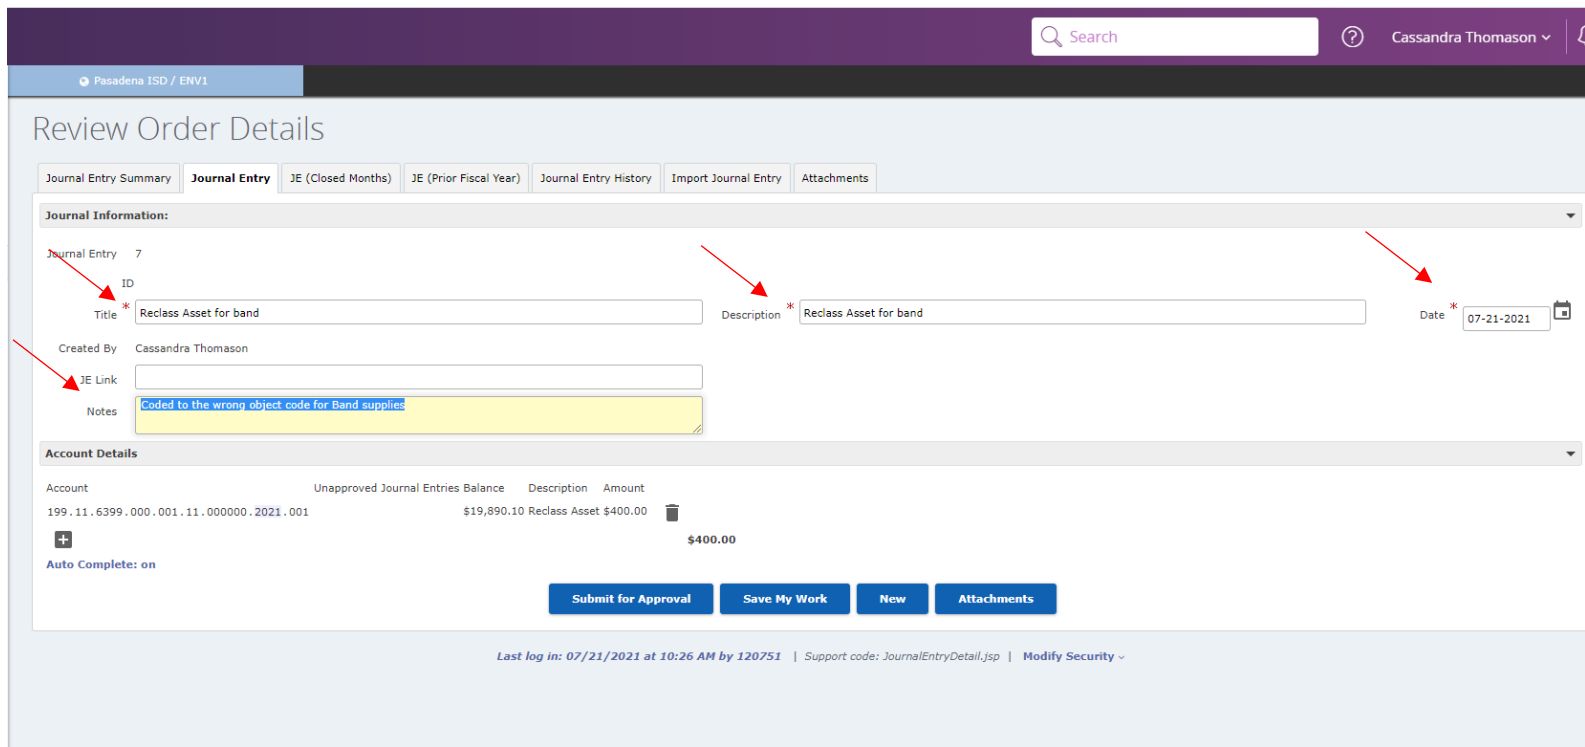 Search
Cassandra Thomason
Pasadena ISD / ENV1
Review Order Details
Journal Entry Summary Journal Entry JE (Closed Months) JE (Prior Fiscal Year) Journal Entry History Import Journal Entry Attachments
Journal Information:
Journal Entry 7
ID
Title * Reclass Asset for band Description * Reclass Asset for band Date * 07-21-2021
Created By Cassandra Thomason
JE Link
Notes Coded to the wrong object code for Band supplies
Account Details
Account Unapproved Journal Entries Balance Description Amount
199.11.6399.000.001.11.000000.2021.001 $19,890.10 Reclass Asset $400.00
$400.00
Auto Complete: on
Submit for Approval Save My Work New Attachments
Last log in: 07/21/2021 at 10:26 AM by 120751 | Support code: JournalEntryDetail.jsp | Modify Security